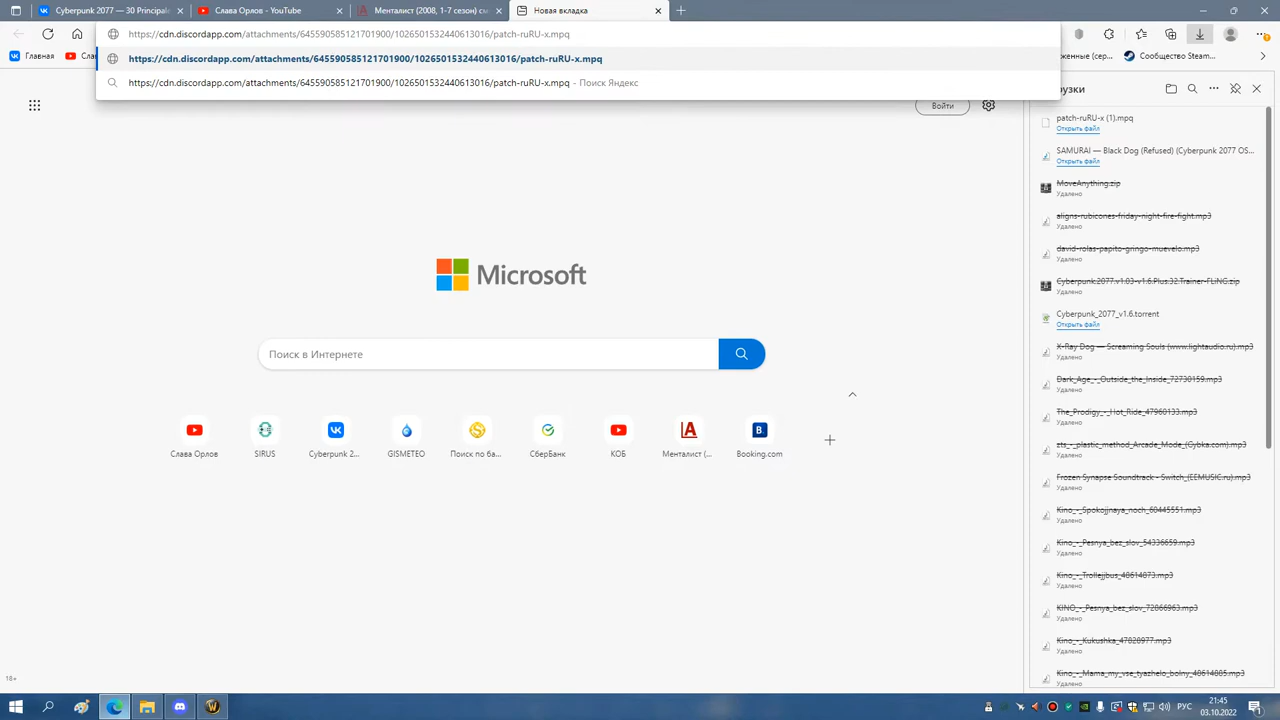 Cyberpunk 2077 — 30 Principale
Слава Орлов - YouTube
Менталист (2008, 1-7 сезон) см
Новая вкладка
https://cdn.discordapp.com/attachments/645590585121701900/1026501532440613016/patch-ruRU-x.mpq
https://cdn.discordapp.com/attachments/645590585121701900/1026501532440613016/patch-ruRU-x.mpq
https://cdn.discordapp.com/attachments/645590585121701900/1026501532440613016/patch-ruRU-x.mpq - Поиск Яндекс
Главная
Сообщество Steam...
Войти
patch-ruRU-x (1).mpq
Открыть файл
SAMURAI — Black Dog (Refused) (Cyberpunk 2077 OS...
Открыть файл
MoveAnything.zip
Удалено
aligns-rubicones-friday-night-fire-fight.mp3
Удалено
david-rolas-papito-gringo-muevelo.mp3
Удалено
Cyberpunk.2077.v1.03-v1.6.Plus.32.Trainer-FLiNG.zip
Удалено
Cyberpunk_2077_v1.6.torrent
Открыть файл
X-Ray Dog — Screaming Souls (www.lightaudio.ru).mp3
Удалено
Dark_Age_-_Outside_the_Inside_72730159.mp3
Удалено
The_Prodigy_-_Hot_Ride_47960133.mp3
Удалено
zts_-_plastic_method_Arcade_Mode_(Cybka.com).mp3
Удалено
Frozen Synapse Soundtrack - Switch_(EEMUSIC.ru).mp3
Удалено
Kino_-_Spokojjnaya_noch_60445551.mp3
Удалено
Kino_-_Pesnya_bez_slov_54336659.mp3
Удалено
Kino_-_Trollejjbus_48614873.mp3
Удалено
KINO_-_Pesnya_bez_slov_72866963.mp3
Удалено
Kino_-_Kukushka_47828977.mp3
Удалено
Kino_-_Mama_my_vse_tyazhelo_bolny_48614885.mp3
Удалено
Microsoft
Поиск в Интернете
Слава Орлов
SIRUS
Cyberpunk 2...
GISMETEO
Поиск по ба...
СберБанк
КОБ
Менталист (...
Booking.com
18+
РУС
21:45
03.10.2022